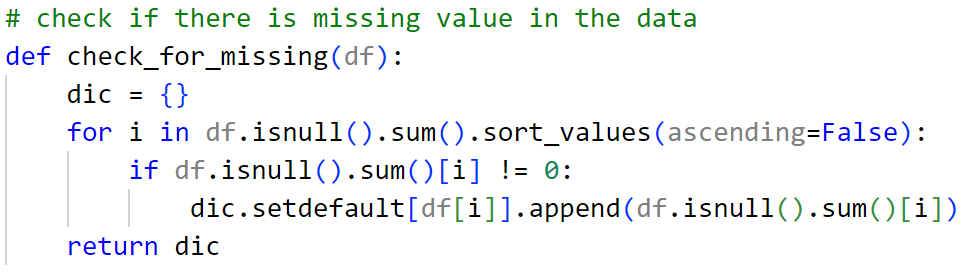 # check if there is missing value in the data
def check_for_missing(df):
    dic = {}
    for i in df.isnull().sum().sort_values(ascending=False):
        if df.isnull().sum()[i] != 0:
            dic.setdefault[df[i]].append(df.isnull().sum()[i])
    return dic